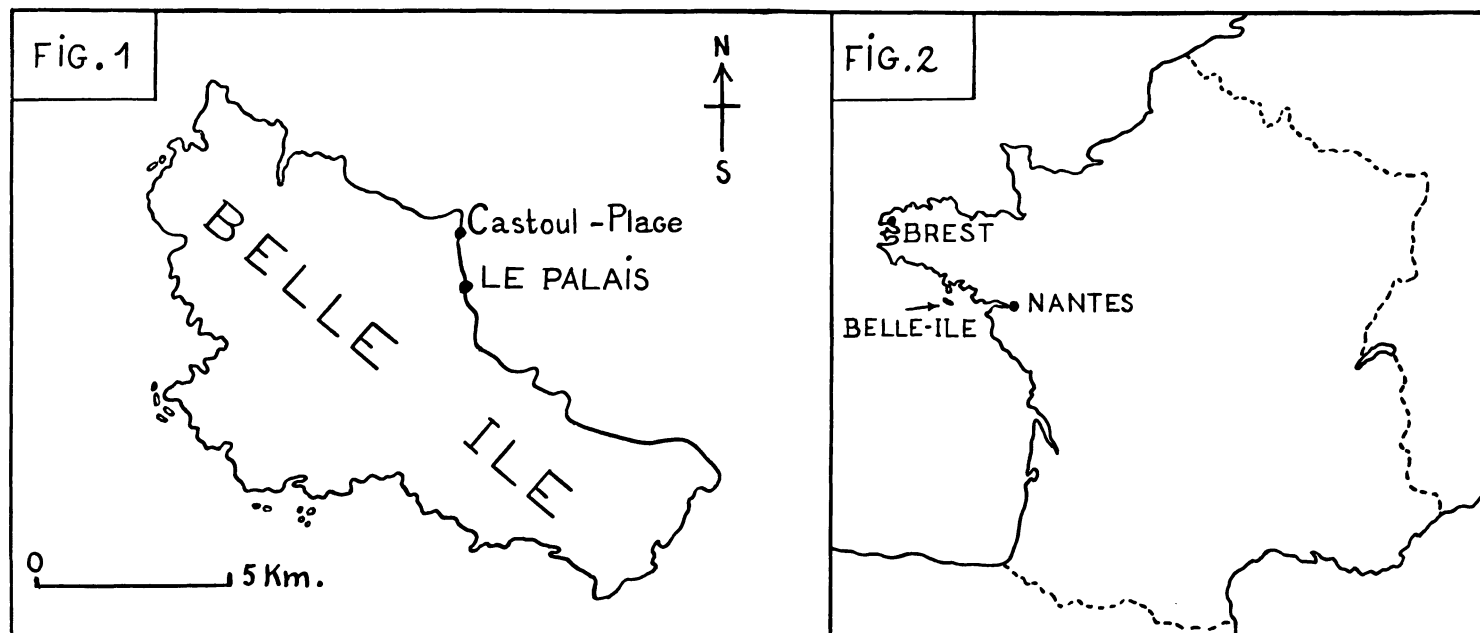 FIG. 1
N
S
Castoul-Plage
LE PALAIS
BELLE
ILE
0
5 Km.
FIG. 2
BREST
NANTES
BELLE-ILE